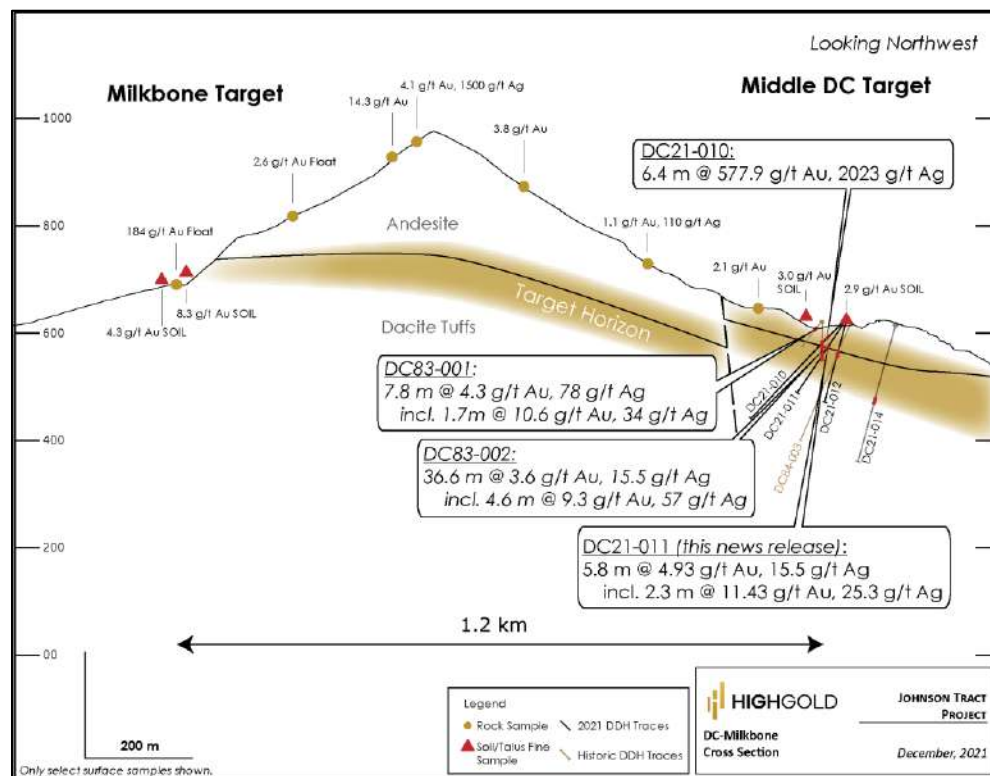 Looking Northwest
Milkbone Target
Middle DC Target
4.1 g/t Au, 1500 g/t Ag
14.3 g/t Au
3.8 g/t Au
2.6 g/t Au Float
184 g/t Au Float
8.3 g/t Au SOIL
4.3 g/t Au SOIL
1.1 g/t Au, 110 g/t Ag
2.1 g/t Au
3.0 g/t Au
SOIL
2.9 g/t Au SOIL
1000
800
600
400
200
00
Andesite
Target Horizon
Dacite Tuffs
DC21-010:
6.4 m @ 577.9 g/t Au, 2023 g/t Ag
DC83-001:
7.8 m @ 4.3 g/t Au, 78 g/t Ag
incl. 1.7m @ 10.6 g/t Au, 34 g/t Ag
DC83-002:
36.6 m @ 3.6 g/t Au, 15.5 g/t Ag
incl. 4.6 m @ 9.3 g/t Au, 57 g/t Ag
DC21-010
DC21-011
DC21-012
DC84-003
DC21-014
DC21-011 (this news release):
5.8 m @ 4.93 g/t Au, 15.5 g/t Ag
incl. 2.3 m @ 11.43 g/t Au, 25.3 g/t Ag
1.2 km
200 m
Only select surface samples shown.
Legend
Rock Sample
2021 DDH Traces
Soil/Talus Fine
Sample
Historic DDH Traces
HIGHGOLD
JOHNSON TRACT
PROJECT
DC-Milkbone
Cross Section
December, 2021